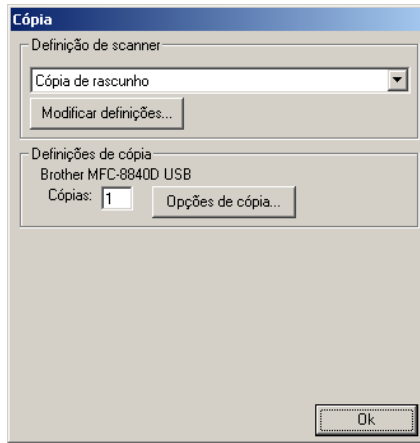 Cópia
Definição de scanner
Cópia de rascunho
Modificar definições...
Definições de cópia
Brother MFC-8840D USB
Cópias: 1 Opções de cópia...
Ok